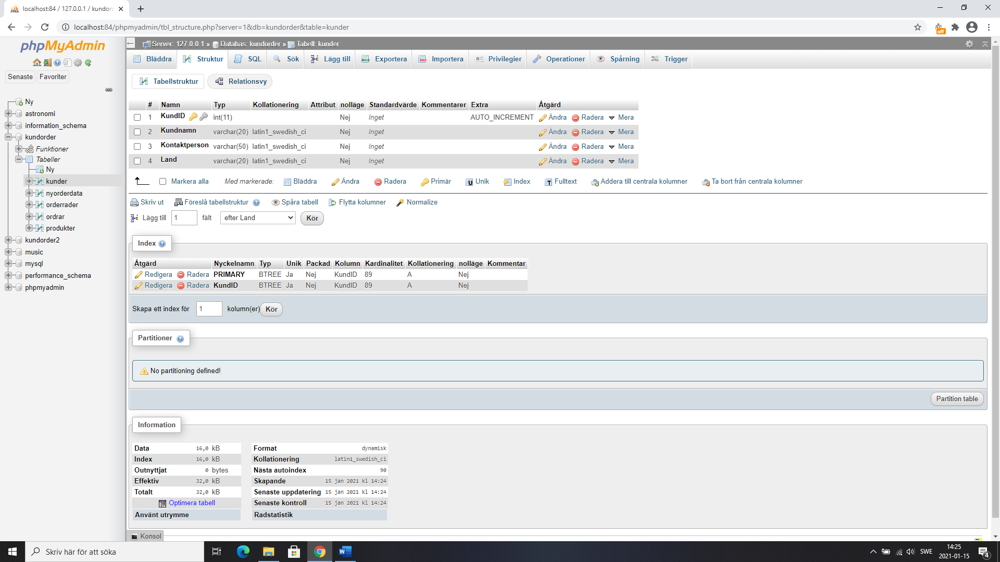 localhost:84 / 127.0.0.1 / kundord
localhost:84/phpmyadmin/tbl_structure.php?server=1&db=kundorder&table=kunder
off
phpMyAdmin
Senaste Favoriter
Ny
astronomi
information_schema
kundorder
Funktioner
Tabeller
Ny
kunder
nyorderdata
orderrader
ordrar
produkter
kundorder2
music
mysql
performance_schema
phpmyadmin
Server: 127.0.0.1 » Databas: kundorder » Tabell: kunder
Bläddra Struktur SQL Sök Lägg till Exportera Importera Privilegier Operationer Spårning Trigger
Tabellstruktur Relationsvy
# Namn Typ Kollationering Attribut nolläge Standardvärde Kommentarer Extra Åtgärd
1 KundID int(11) Nej Inget AUTO_INCREMENT Ändra Radera Mera
2 Kundnamn varchar(20) latin1_swedish_ci Nej Inget Ändra Radera Mera
3 Kontaktperson varchar(50) latin1_swedish_ci Nej Inget Ändra Radera Mera
4 Land varchar(20) latin1_swedish_ci Nej Inget Ändra Radera Mera
Markera alla Med markerade: Bläddra Ändra Radera Primär Unik Index Fulltext Addera till centrala kolumner Ta bort från centrala kolumner
Skriv ut Föreslå tabellstruktur Spåra tabell Flytta kolumner Normalize
Lägg till 1 fält efter Land Kör
Index
Åtgärd Nyckelnamn Typ Unik Packad Kolumn Kardinalitet Kollationering nolläge Kommentar
Redigera Radera PRIMARY BTREE Ja Nej KundID 89 A Nej
Redigera Radera KundID BTREE Ja Nej KundID 89 A Nej
Skapa ett index för 1 kolumn(er) Kör
Partitioner
No partitioning defined!
Partition table
Information
Data 16,0 kB
Index 16,0 kB
Outnyttjat 0 bytes
Effektiv 32,0 kB
Totalt 32,0 kB
Optimera tabell
Använt utrymme
Format dynamisk
Kollationering latin1_swedish_ci
Nästa autoindex 90
Skapande 15 jan 2021 kl 14:24
Senaste uppdatering 15 jan 2021 kl 14:24
Senaste kontroll 15 jan 2021 kl 14:24
Radstatistik
Konsol
Skriv här för att söka
SWE
14:25
2021-01-15
4